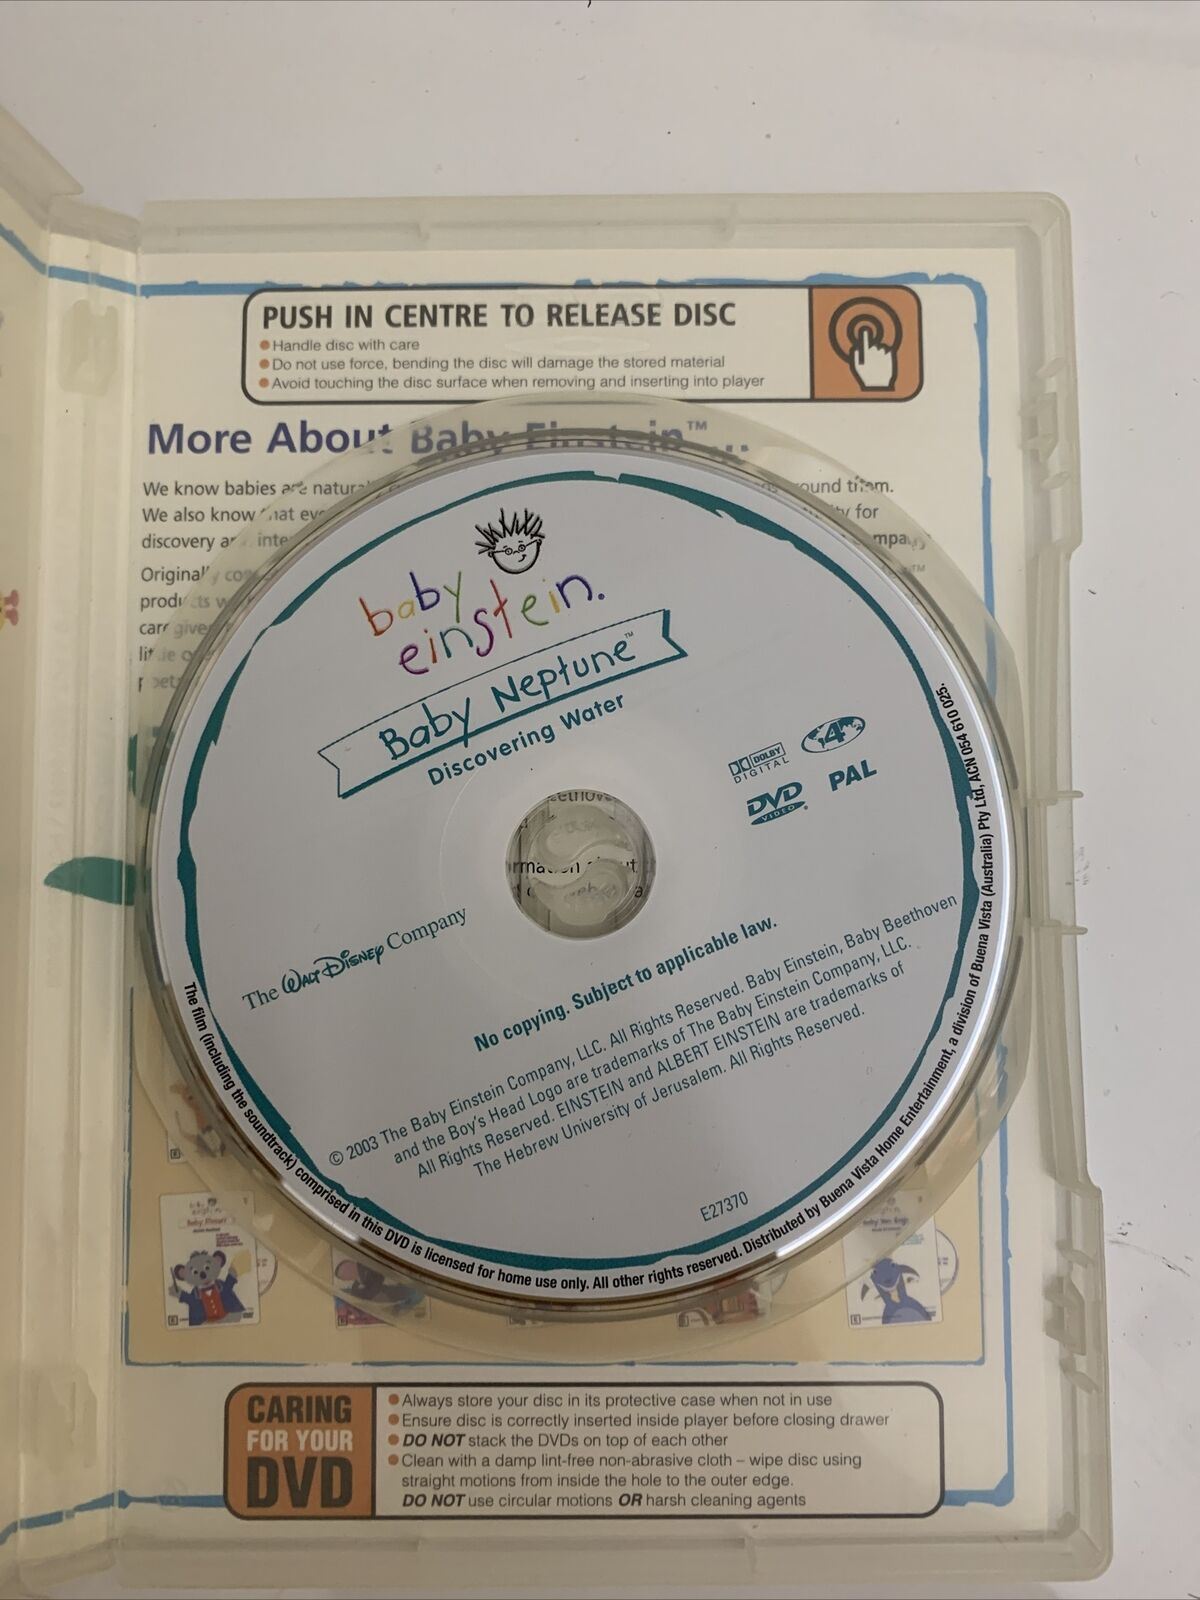 PUSH IN CENTRE TO RELEASE DISC
Handle disc with care
Do not use force, bending the disc will damage the stored material
Avoid touching the disc surface when removing and inserting into player
More About Baby Einstein™...
We know babies are natural
round them.
We also know that eve
for
discovery
Original
baby
einstein.
Baby Neptune™
Discovering Water
DOLBY
DIGITAL
4
DVD
VIDEO
PAL
The WALT DISNEY Company
No copying. Subject to applicable law.
© 2003 The Baby Einstein Company, LLC. All Rights Reserved. Baby Einstein, Baby Beethoven
and the Boy's Head Logo are trademarks of The Baby Einstein Company, LLC.
All Rights Reserved. EINSTEIN and ALBERT EINSTEIN are trademarks of
The Hebrew University of Jerusalem. All Rights Reserved.
E27370
The film (including the soundtrack) comprised in this DVD is licensed for home use only. All other rights reserved. Distributed by Buena Vista Home Entertainment, a division of Buena Vista (Australia) Pty Ltd, ACN 054 610 025.
CARING
FOR YOUR
DVD
Always store your disc in its protective case when not in use
Ensure disc is correctly inserted inside player before closing drawer
DO NOT stack the DVDs on top of each other
Clean with a damp lint-free non-abrasive cloth – wipe disc using
straight motions from inside the hole to the outer edge.
DO NOT use circular motions OR harsh cleaning agents